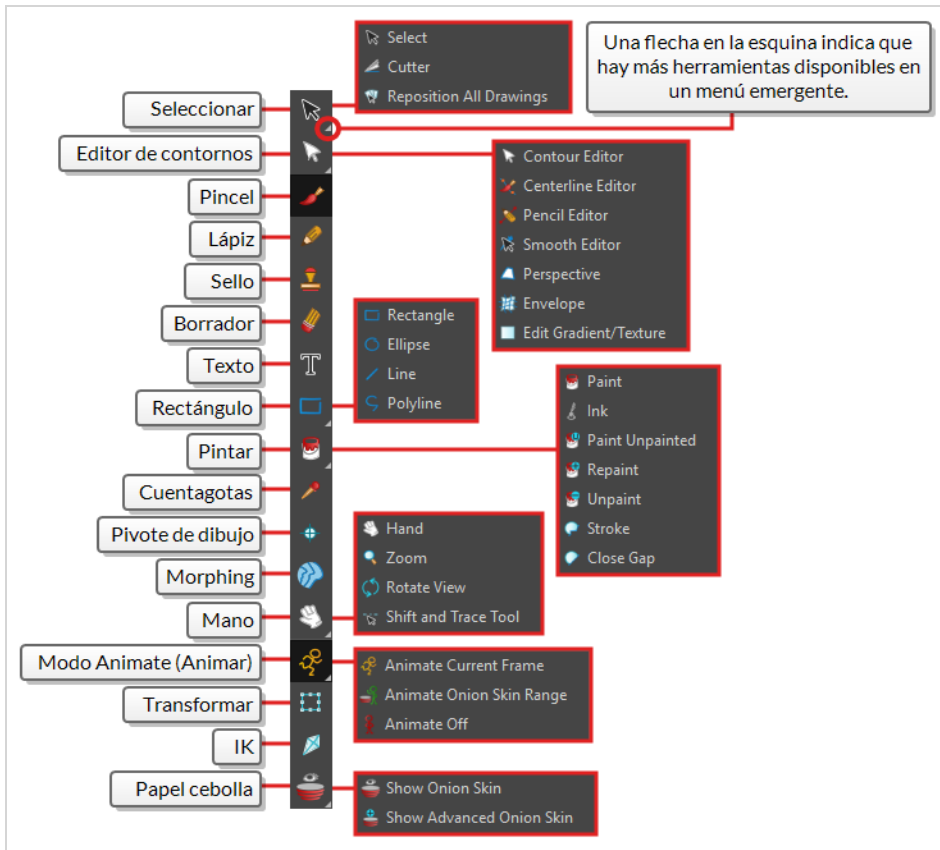 Select
Cutter
Reposition All Drawings
Una flecha en la esquina indica que
hay más herramientas disponibles en
un menú emergente.
Seleccionar
Editor de contornos
Pincel
Lápiz
Sello
Borrador
Texto
Rectángulo
Pintar
Cuentagotas
Pivote de dibujo
Morphing
Mano
Modo Animate (Animar)
Transformar
IK
Papel cebolla
Contour Editor
Centerline Editor
Pencil Editor
Smooth Editor
Perspective
Envelope
Edit Gradient/Texture
Rectangle
Ellipse
Line
Polyline
Paint
Ink
Paint Unpainted
Repaint
Unpaint
Stroke
Close Gap
Hand
Zoom
Rotate View
Shift and Trace Tool
Animate Current Frame
Animate Onion Skin Range
Animate Off
Show Onion Skin
Show Advanced Onion Skin